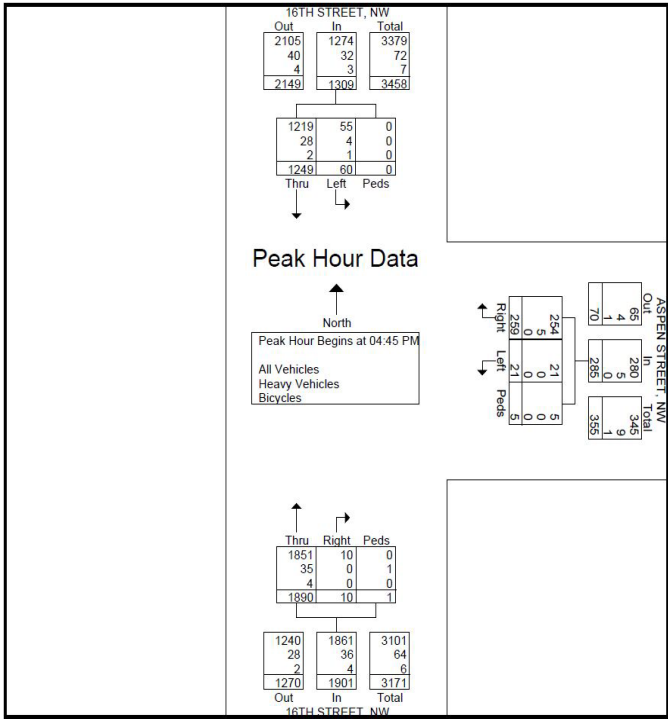 16TH STREET, NW
Out In Total
2105 1274 3379
40 32 72
4 3 7
2149 1309 3458
1219 55 0
28 4 0
2 1 0
1249 60 0
Thru Left Peds
Peak Hour Data
North
Peak Hour Begins at 04:45 PM
All Vehicles
Heavy Vehicles
Bicycles
ASPEN STREET, NW
Out In Total
65 280 345
4 5 9
1 0 1
70 285 355
254 21 5
5 0 0
0 0 0
259 21 5
Right Left Peds
Thru Right Peds
1851 10 0
35 0 1
4 0 0
1890 10 1
1240 1861 3101
28 36 64
2 4 6
1270 1901 3171
Out In Total
16TH STREET, NW